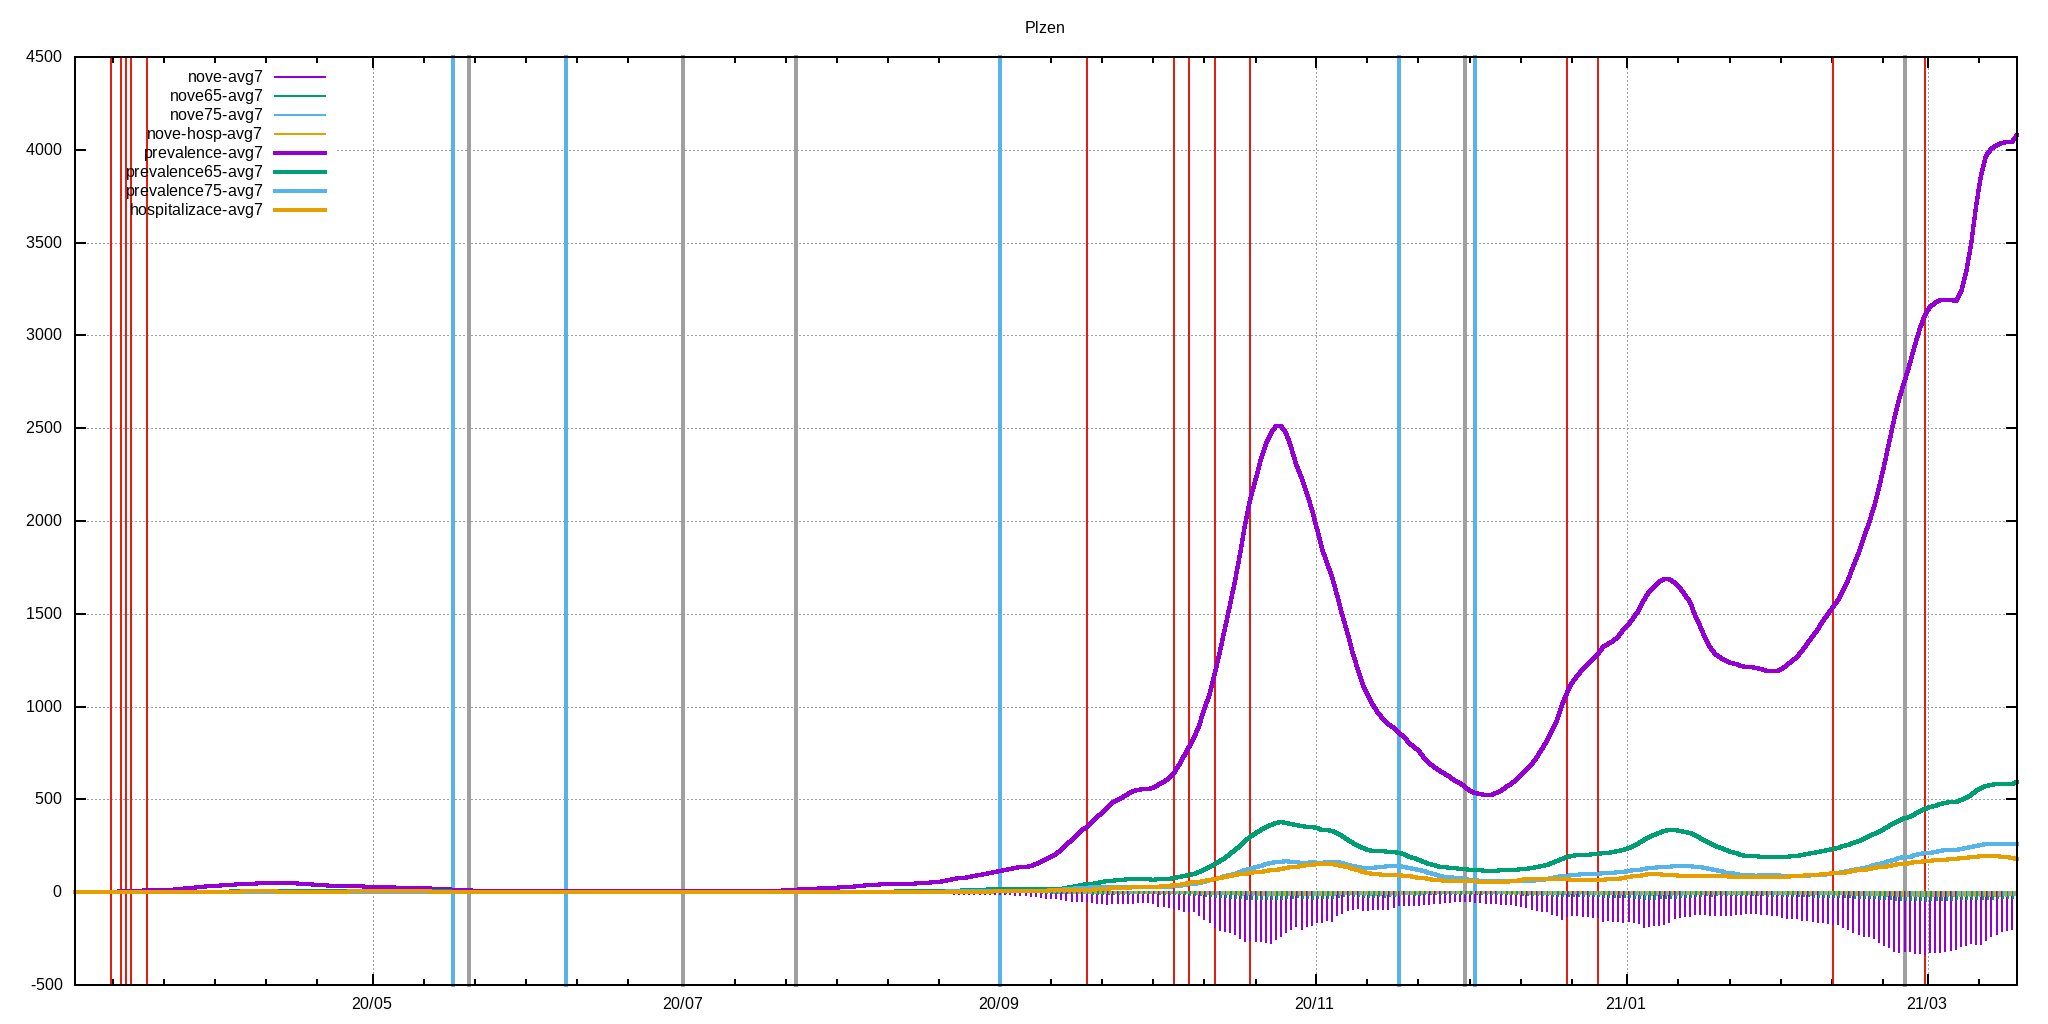 Plzen
4500
4000
3500
3000
2500
2000
1500
1000
500
0
-500
nove-avg7
nove65-avg7
nove75-avg7
nove-hosp-avg7
prevalence-avg7
prevalence65-avg7
prevalence75-avg7
hospitalizace-avg7
20/05 20/07 20/09 20/11 21/01 21/03